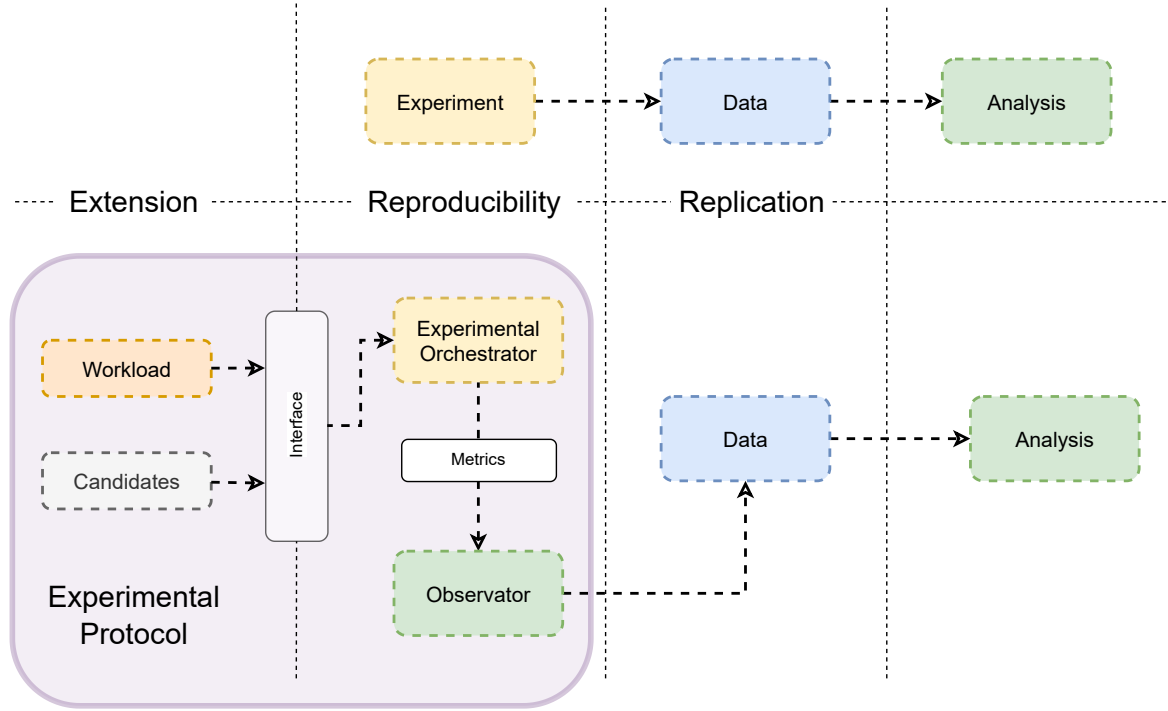 Experiment
Data
Analysis
Extension
Reproducibility
Replication
Workload
Candidates
Interface
Experimental
Orchestrator
Metrics
Observator
Data
Analysis
Experimental
Protocol